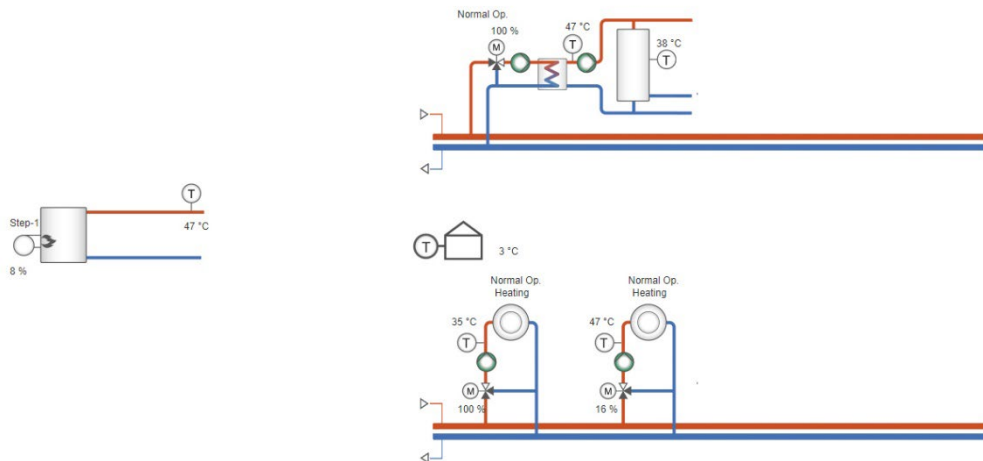 Normal Op.
100 %
M
47 °C
T
38 °C
T
T
47 °C
Step-1
8 %
T
3 °C
Normal Op.
Heating
35 °C
T
M
100 %
Normal Op.
Heating
47 °C
T
M
16 %